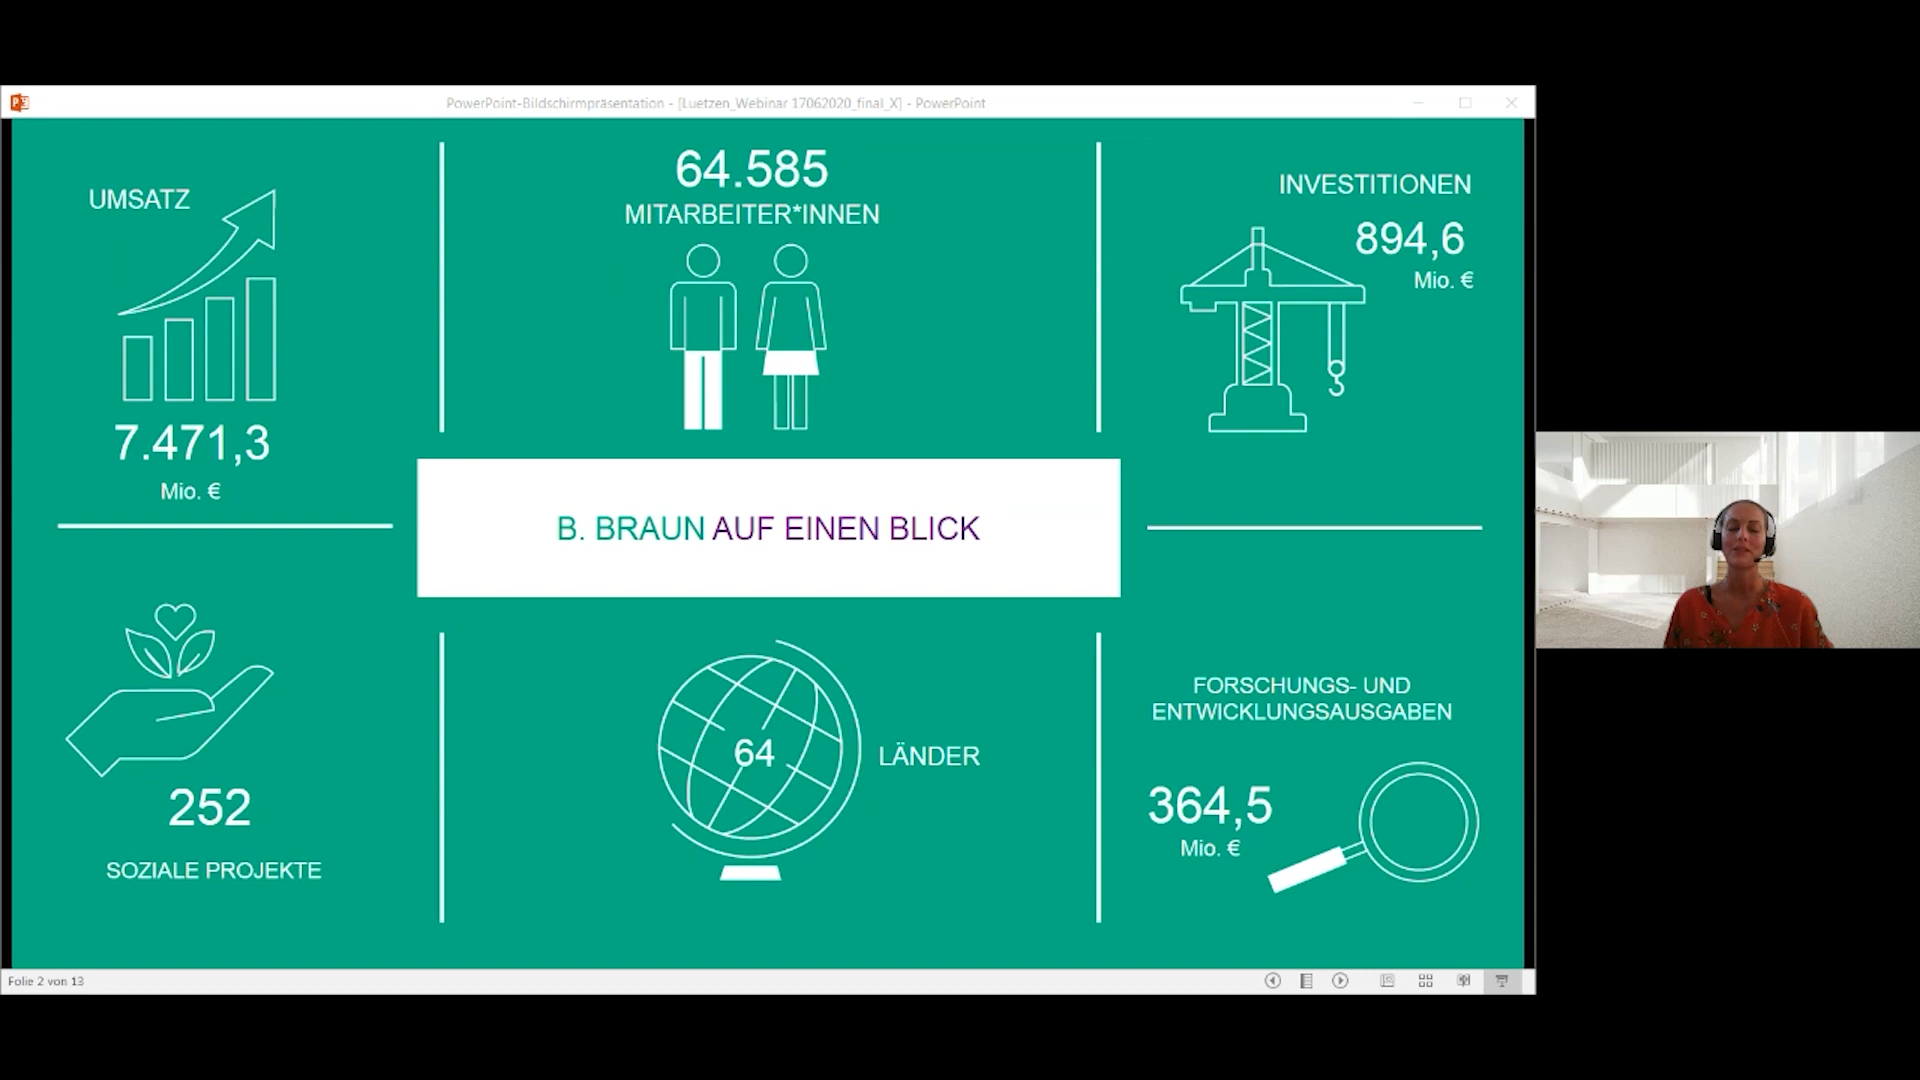 PowerPoint-Bildschirmpräsentation - [Luetzen_Webinar 17062020_final_X] - PowerPoint
UMSATZ
7.471,3
Mio. €
64.585
MITARBEITER*INNEN
INVESTITIONEN
894,6
Mio. €
B. BRAUN AUF EINEN BLICK
252
SOZIALE PROJEKTE
64
LÄNDER
FORSCHUNGS- UND
ENTWICKLUNGSAUSGABEN
364,5
Mio. €
Folie 2 von 13